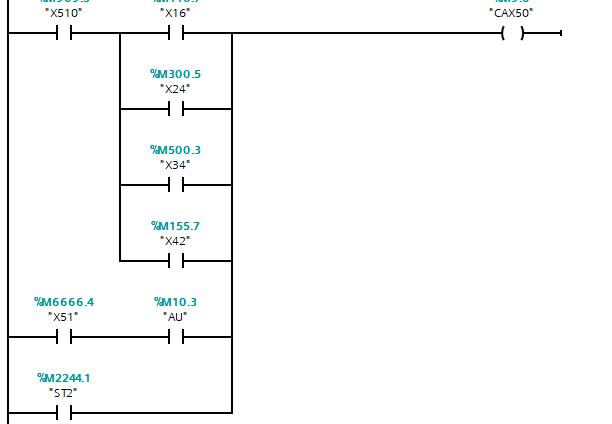 "X510" "X16" "CAX50"
%M300.5
"X24"
%M500.3
"X34"
%M155.7
"X42"
%M6666.4 %M10.3
"X51" "AU"
%M2244.1
"ST2"